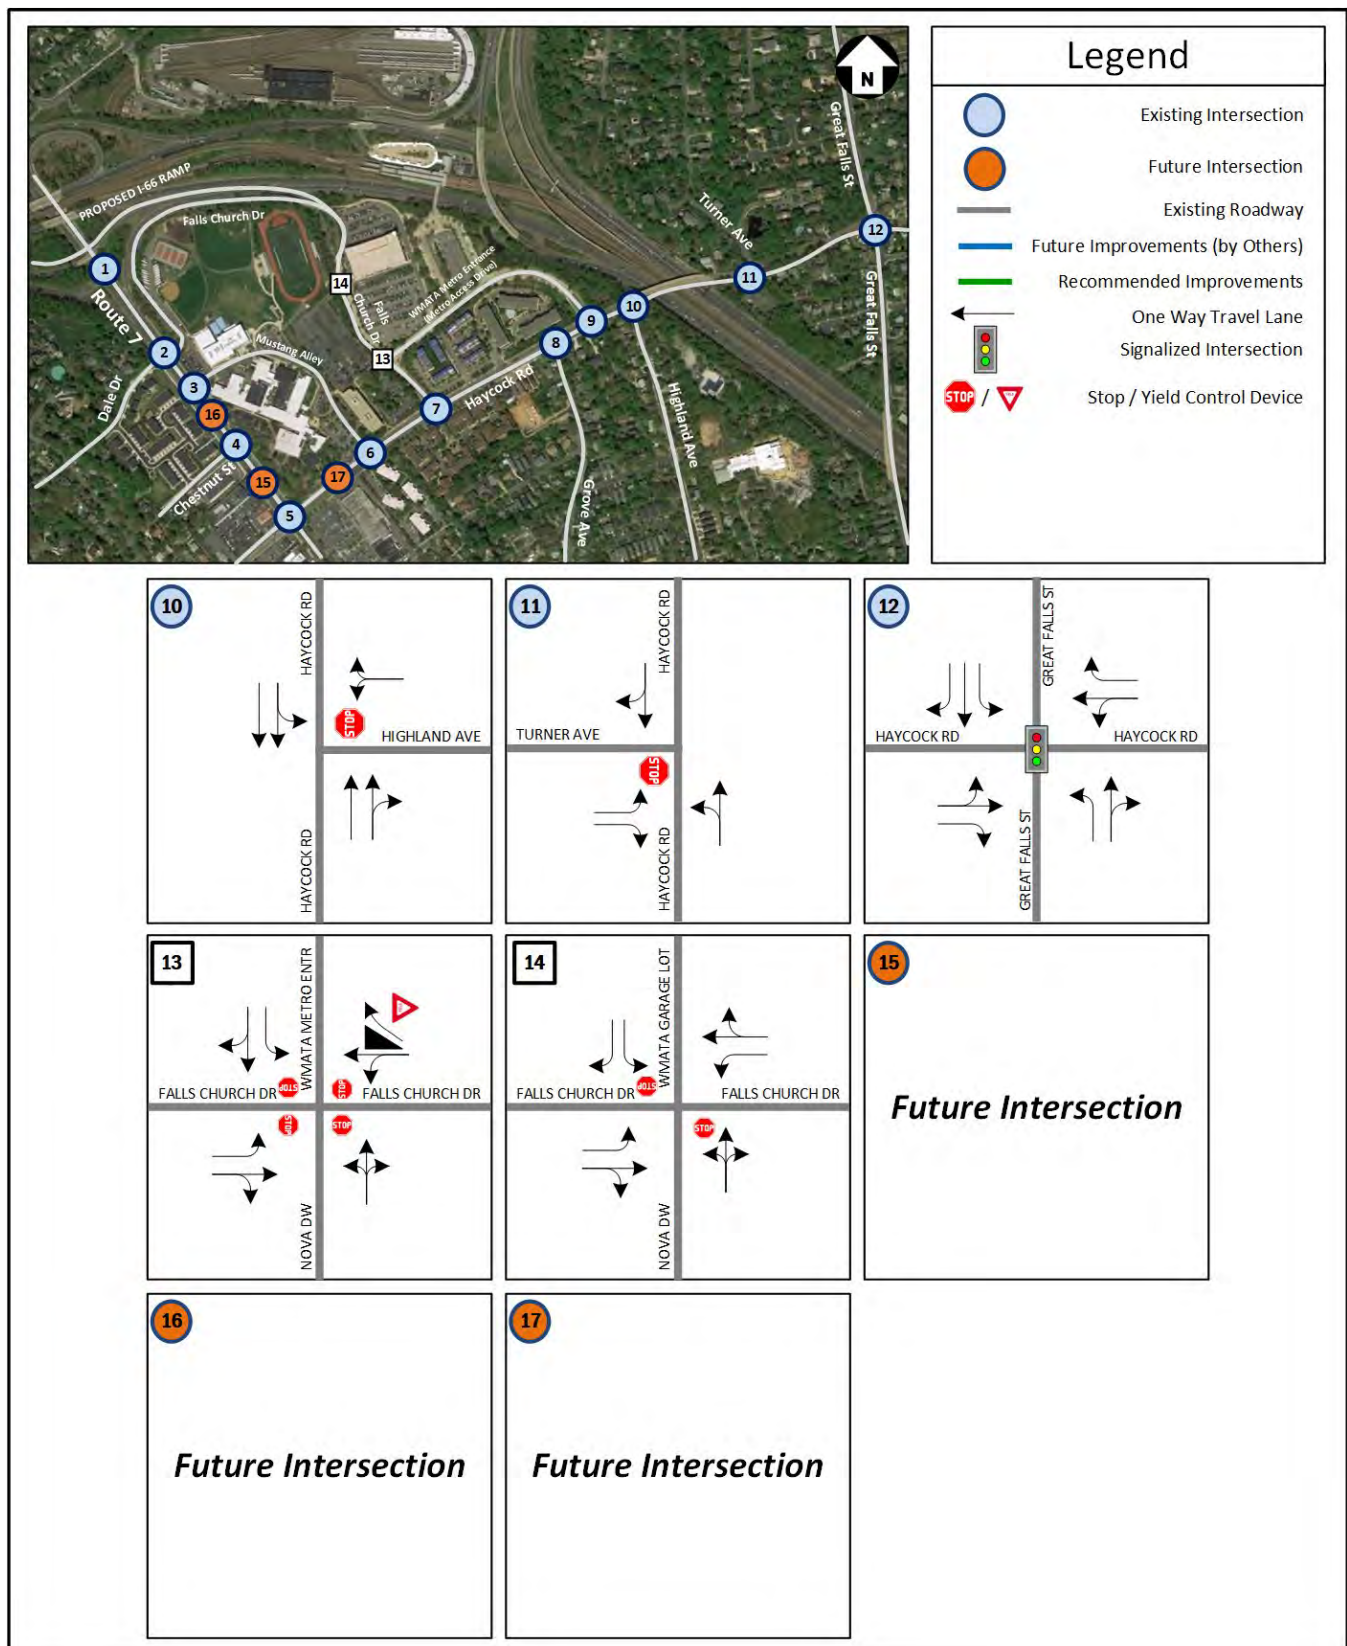 N
PROPOSED I-66 RAMP
Falls Church Dr
Great Falls St
Turner Ave
12
1
11
14
WMATA Metro Entrance
(Metro Access Drive)
Falls
Church Dr
10
9
Route 7
Great Falls St
2
Mustang Alley
13
8
Haycock Rd
Dale Dr
3
7
Highland Ave
16
4
6
Chestnut St
15
17
5
Grove Ave
Legend
Existing Intersection
Future Intersection
Existing Roadway
Future Improvements (by Others)
Recommended Improvements
One Way Travel Lane
Signalized Intersection
STOP / Stop / Yield Control Device
10
HAYCOCK RD
STOP
HIGHLAND AVE
HAYCOCK RD
11
HAYCOCK RD
TURNER AVE
STOP
HAYCOCK RD
12
GREAT FALLS ST
HAYCOCK RD
HAYCOCK RD
GREAT FALLS ST
13
WMATA METRO ENTR
FALLS CHURCH DR
STOP
STOP
FALLS CHURCH DR
STOP
STOP
NOVA DW
14
WMATA GARAGE LOT
FALLS CHURCH DR
STOP
FALLS CHURCH DR
STOP
NOVA DW
15
Future Intersection
16
Future Intersection
17
Future Intersection